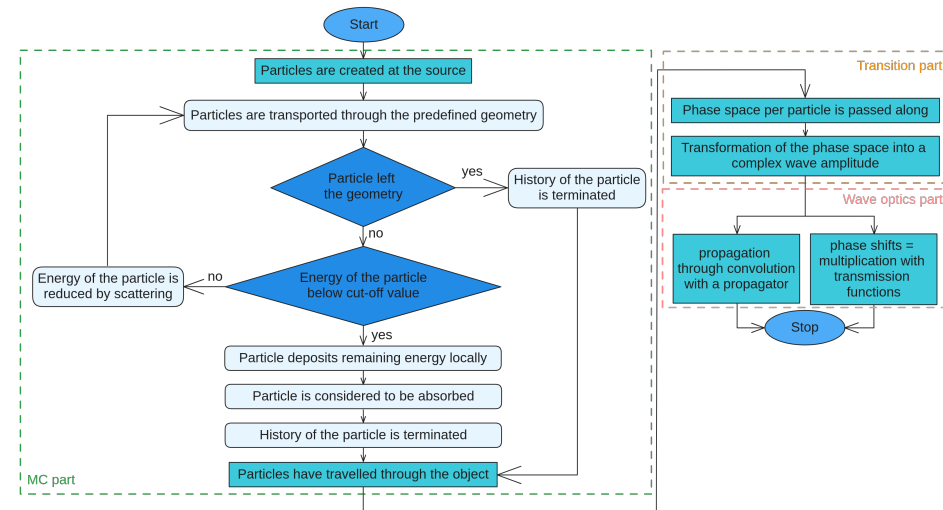 Start
Particles are created at the source
Particles are transported through the predefined geometry
Particle left
the geometry
yes
History of the particle
is terminated
no
Energy of the particle
below cut-off value
no
Energy of the particle is
reduced by scattering
yes
Particle deposits remaining energy locally
Particle is considered to be absorbed
History of the particle is terminated
Particles have travelled through the object
MC part
Transition part
Phase space per particle is passed along
Transformation of the phase space into a
complex wave amplitude
Wave optics part
propagation
through convolution
with a propagator
phase shifts =
multiplication with
transmission
functions
Stop